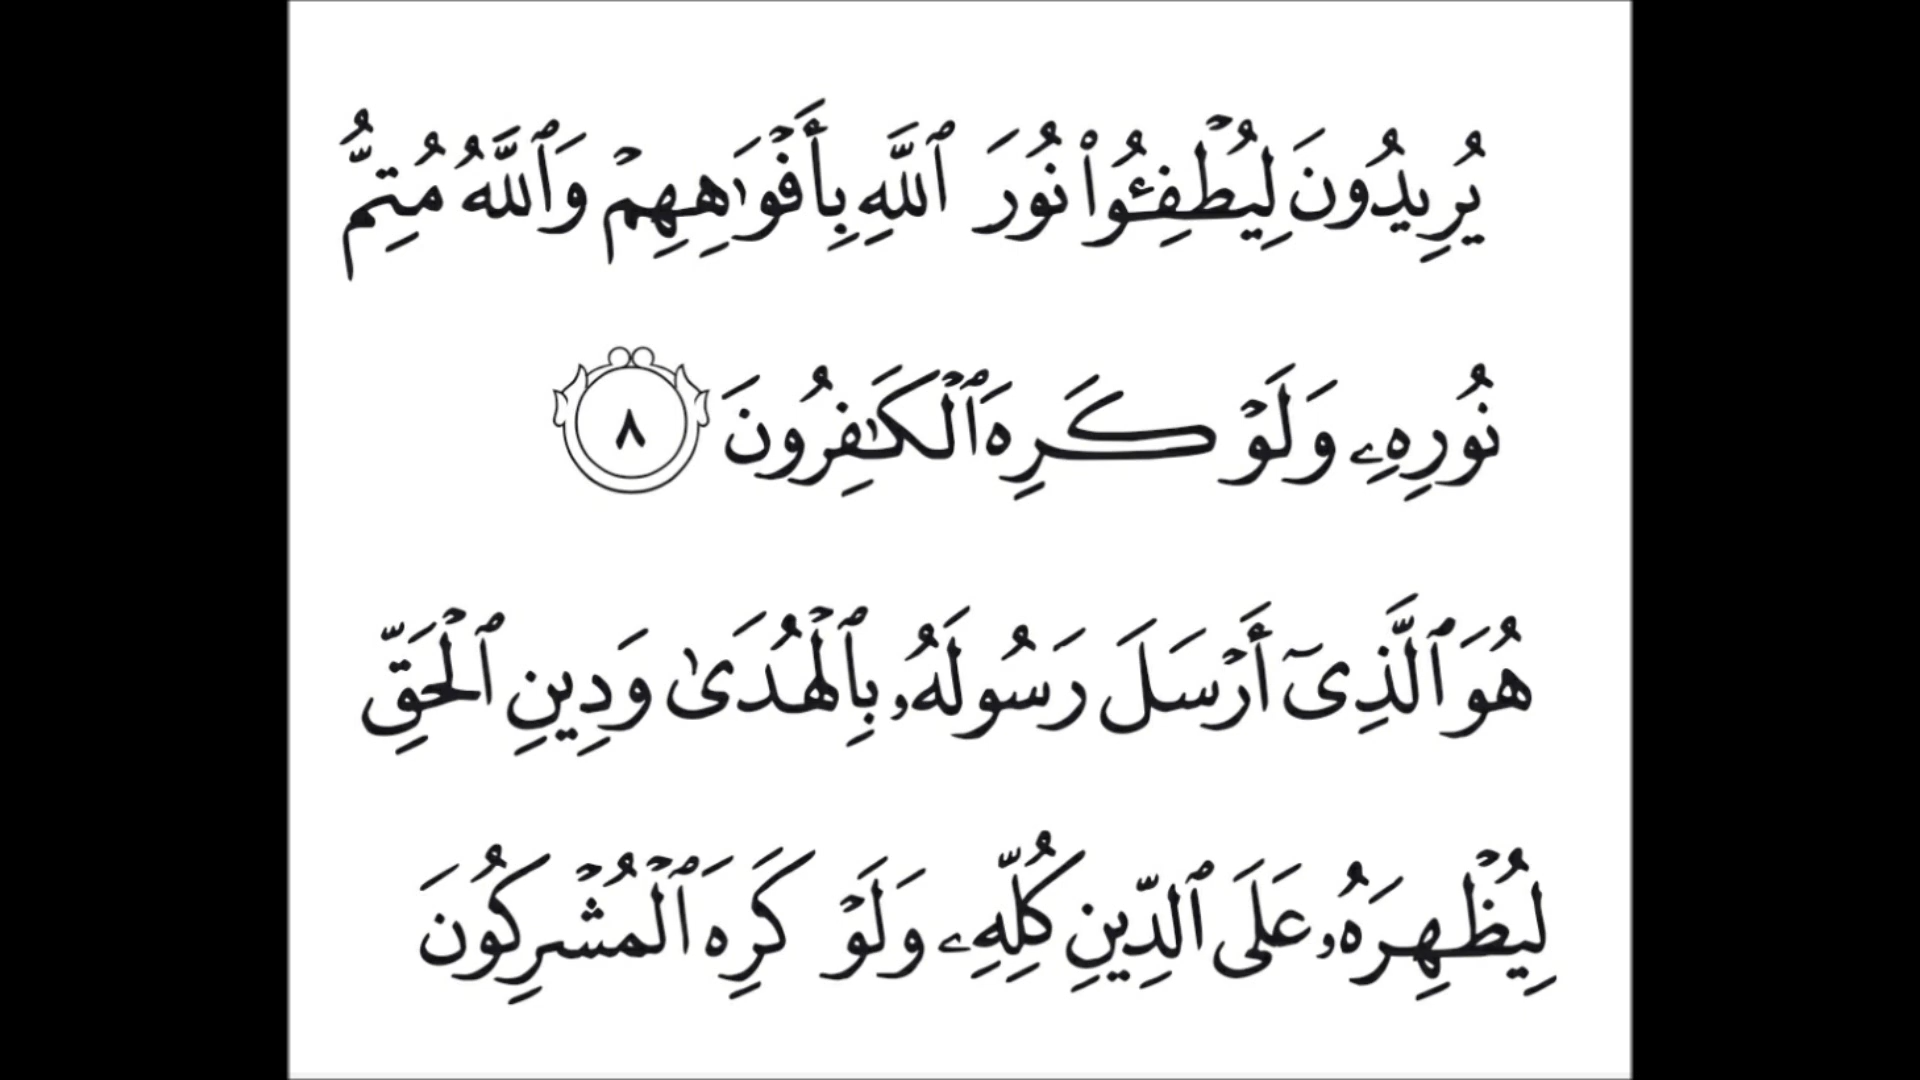 يُرِيدُونَ لِيُطۡفِـُٔواْ نُورَ ٱللَّهِ بِأَفۡوَٰهِهِمۡ وَٱللَّهُ مُتِمُّ
نُورِهِۦ وَلَوۡ كَرِهَ ٱلۡكَٰفِرُونَ ٨
هُوَ ٱلَّذِيٓ أَرۡسَلَ رَسُولَهُۥ بِٱلۡهُدَىٰ وَدِينِ ٱلۡحَقِّ
لِيُظۡهِرَهُۥ عَلَى ٱلدِّينِ كُلِّهِۦ وَلَوۡ كَرِهَ ٱلۡمُشۡرِكُونَ